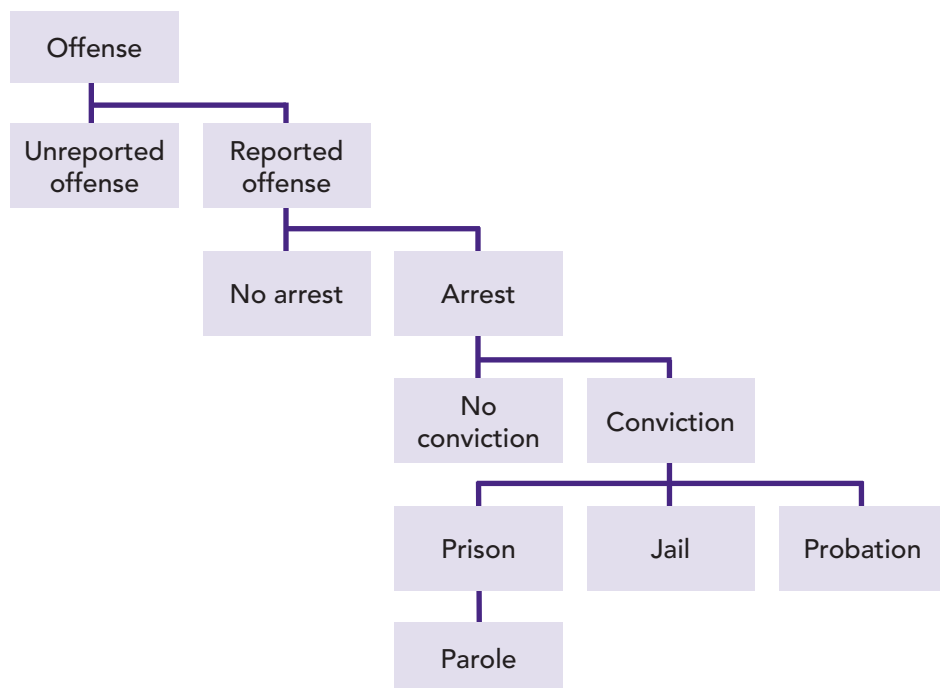 Offense
Unreported
offense
Reported
offense
No arrest
Arrest
No
conviction
Conviction
Prison
Jail
Probation
Parole